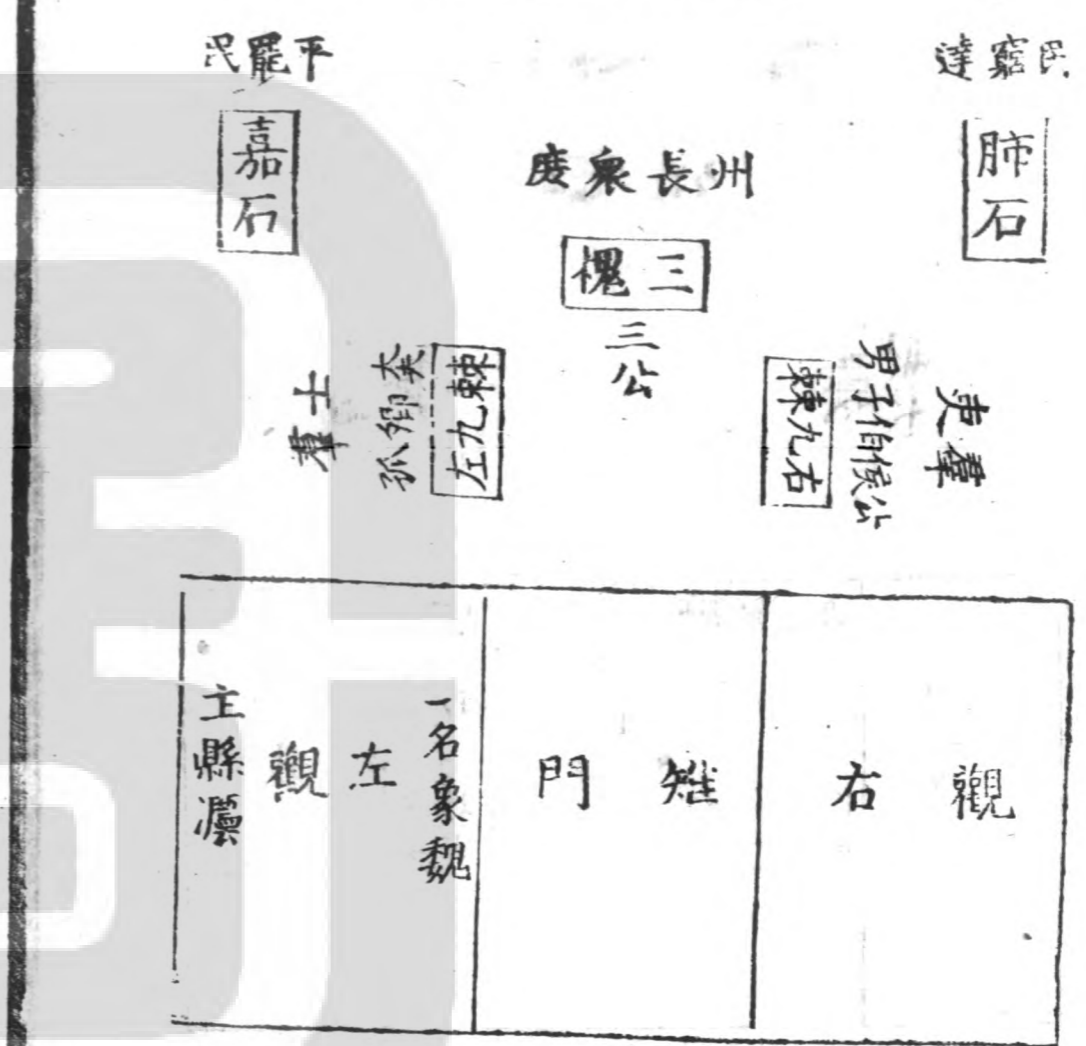 達窮民
肺石
州長衆庶
三槐
三公
平罷民
嘉石
羣吏
公侯伯子男
右九棘
左九棘
孤卿大夫
羣士
右觀
雉門
一名象魏
左觀
主縣灋